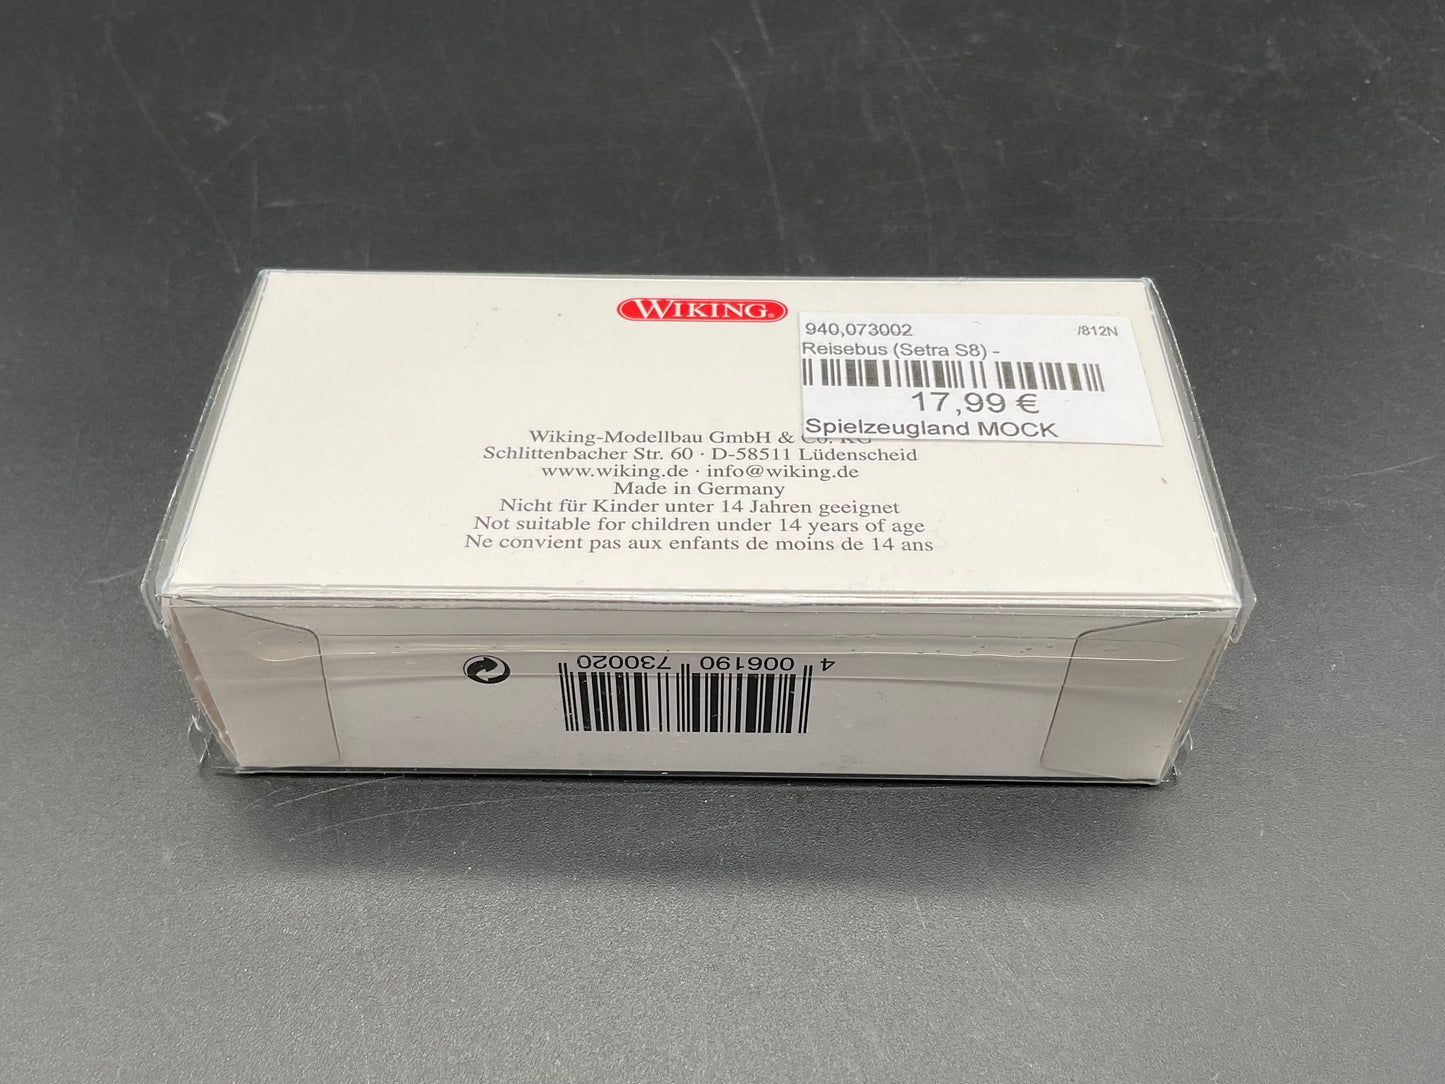 WIKING®
940,073002 /812N
Reisebus (Setra S8) -
17,99 €
Spielzeugland MOCK
Wiking-Modellbau GmbH & Co. KG
Schlittenbacher Str. 60 · D-58511 Lüdenscheid
www.wiking.de · info@wiking.de
Made in Germany
Nicht für Kinder unter 14 Jahren geeignet
Not suitable for children under 14 years of age
Ne convient pas aux enfants de moins de 14 ans
4 006190 730020